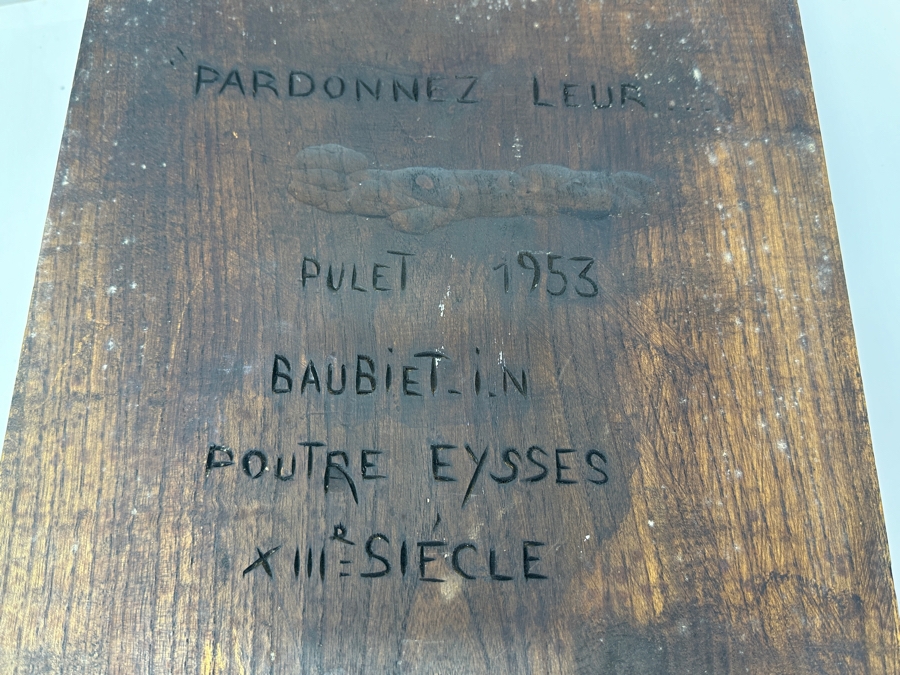 "PARDONNEZ LEUR ...
PULET 1953
BAUBIET_I.N
POUTRE EYSSES
XIIIe SIÉCLE